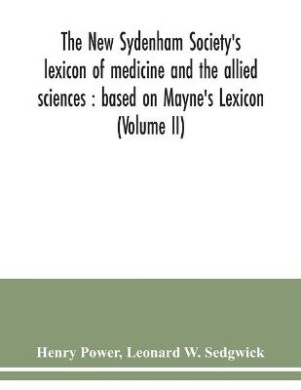 The New Sydenham Society's
lexicon of medicine and the allied
sciences : based on Mayne's Lexicon
(Volume II)
Henry Power, Leonard W. Sedgwick